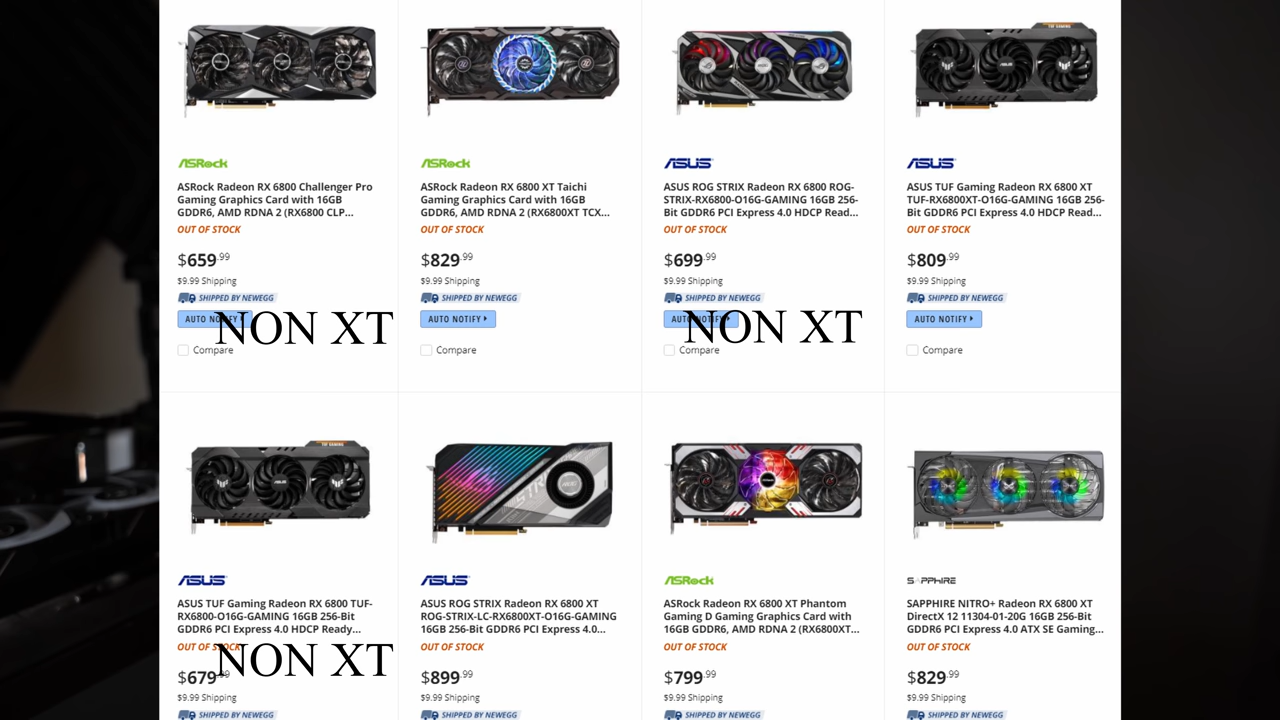 ASRock
ASRock Radeon RX 6800 Challenger Pro
Gaming Graphics Card with 16GB
GDDR6, AMD RDNA 2 (RX6800 CLP...
OUT OF STOCK
$659.99
$9.99 Shipping
SHIPPED BY NEWEGG
AUTO NOTIFY
NON XT
Compare
ASRock
ASRock Radeon RX 6800 XT Taichi
Gaming Graphics Card with 16GB
GDDR6, AMD RDNA 2 (RX6800XT TCX...
OUT OF STOCK
$829.99
$9.99 Shipping
SHIPPED BY NEWEGG
AUTO NOTIFY
Compare
ASUS
ASUS ROG STRIX Radeon RX 6800 ROG-
STRIX-RX6800-O16G-GAMING 16GB 256-
Bit GDDR6 PCI Express 4.0 HDCP Read...
OUT OF STOCK
$699.99
$9.99 Shipping
SHIPPED BY NEWEGG
AUTO NOTIFY
NON XT
Compare
TUF GAMING
ASUS
ASUS TUF Gaming Radeon RX 6800 XT
TUF-RX6800XT-O16G-GAMING 16GB 256-
Bit GDDR6 PCI Express 4.0 HDCP Read...
OUT OF STOCK
$809.99
$9.99 Shipping
SHIPPED BY NEWEGG
AUTO NOTIFY
Compare
TUF GAMING
ASUS
ASUS TUF Gaming Radeon RX 6800 TUF-
RX6800-O16G-GAMING 16GB 256-Bit
GDDR6 PCI Express 4.0 HDCP Ready...
OUT OF STOCK
NON XT
$679.99
$9.99 Shipping
SHIPPED BY NEWEGG
ASUS
ASUS ROG STRIX Radeon RX 6800 XT
ROG-STRIX-LC-RX6800XT-O16G-GAMING
16GB 256-Bit GDDR6 PCI Express 4.0...
OUT OF STOCK
$899.99
$9.99 Shipping
SHIPPED BY NEWEGG
ASRock
ASRock Radeon RX 6800 XT Phantom
Gaming D Gaming Graphics Card with
16GB GDDR6, AMD RDNA 2 (RX6800XT...
OUT OF STOCK
$799.99
$9.99 Shipping
SHIPPED BY NEWEGG
SAPPHIRE
SAPPHIRE NITRO+ Radeon RX 6800 XT
DirectX 12 11304-01-20G 16GB 256-Bit
GDDR6 PCI Express 4.0 ATX SE Gaming...
OUT OF STOCK
$829.99
$9.99 Shipping
SHIPPED BY NEWEGG